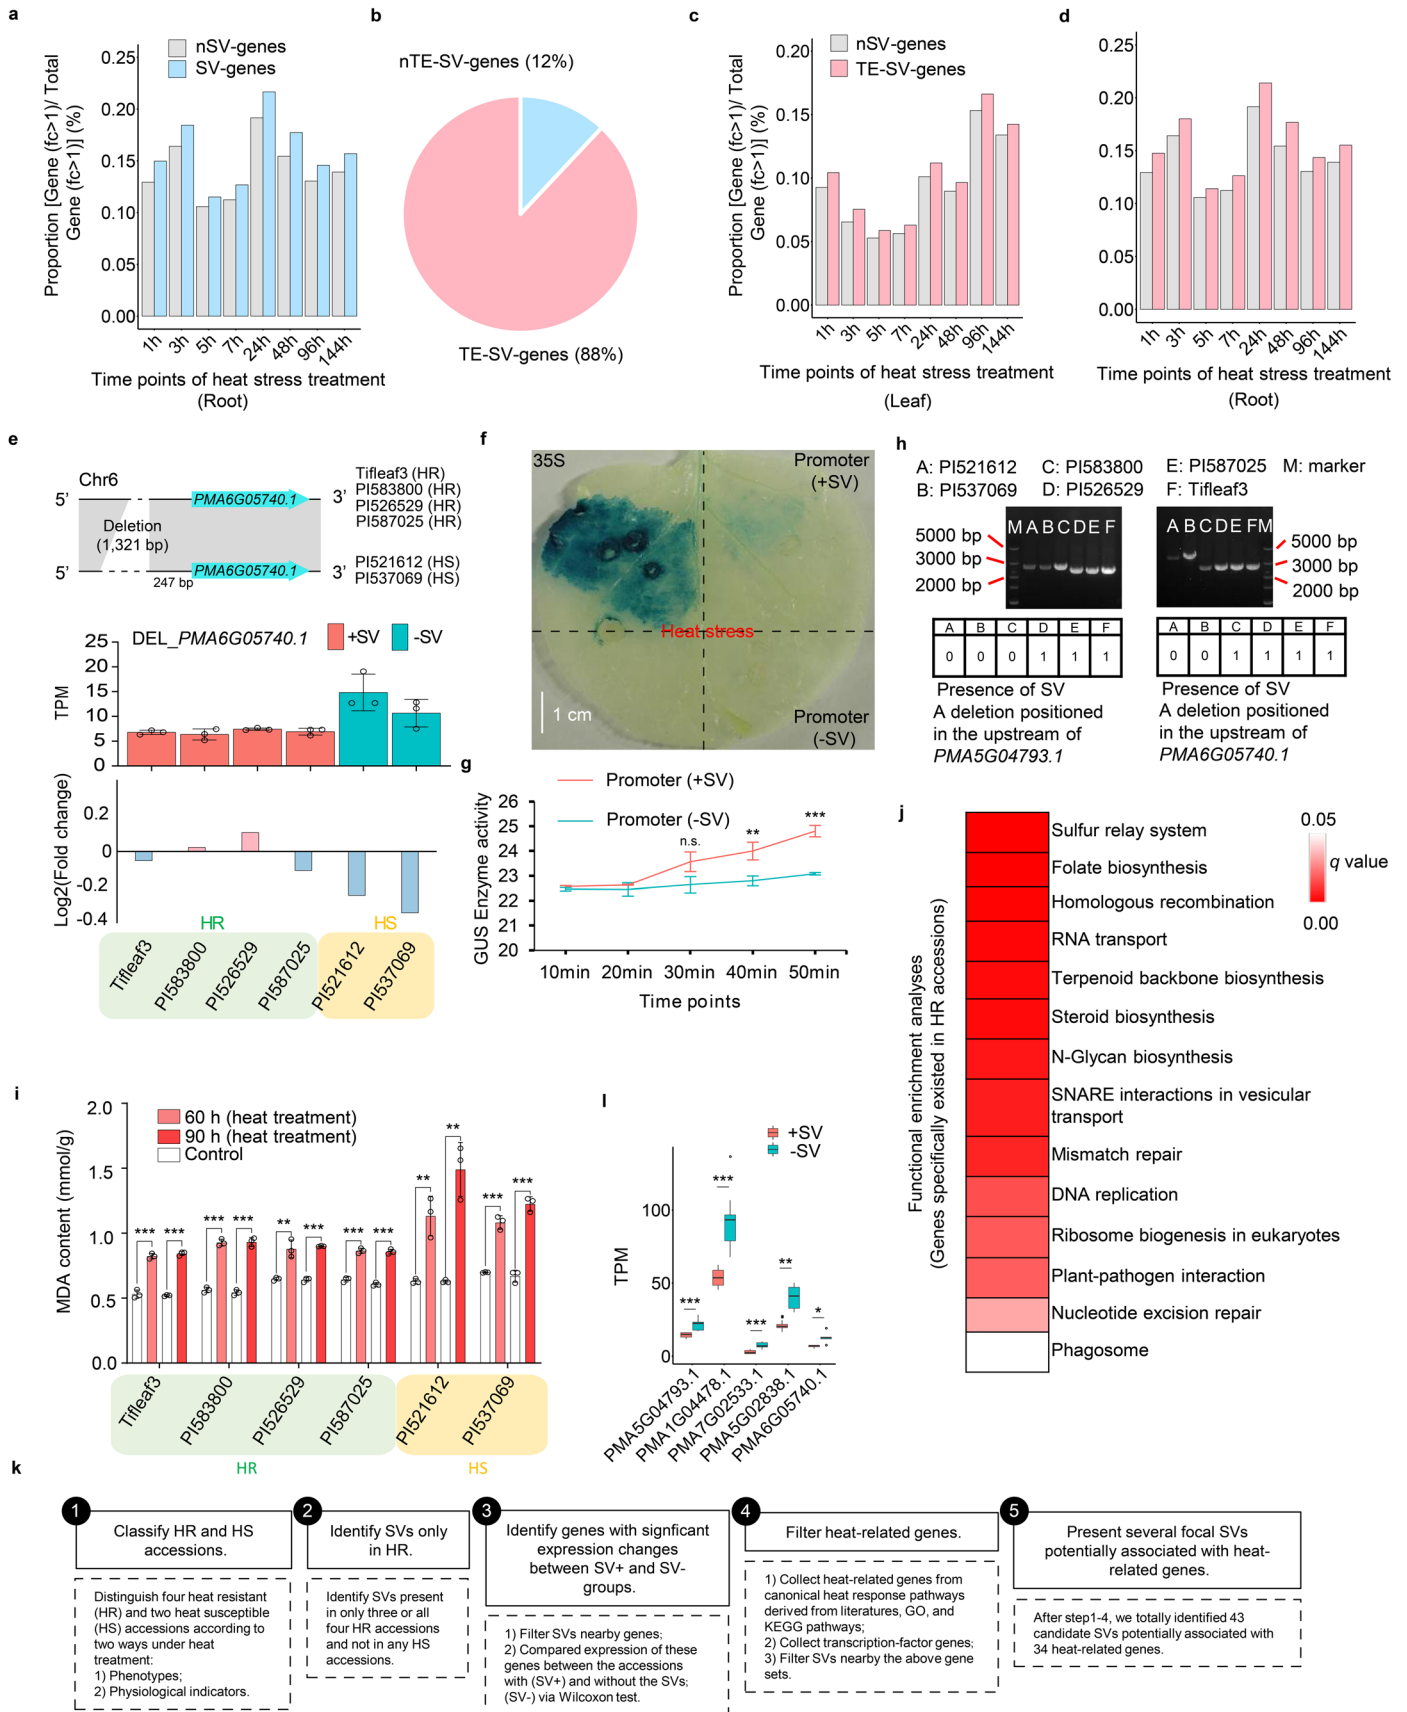 a
0.25
0.20
0.15
0.10
0.05
0.00
Proportion [Gene (fc>1)/ Total
Gene (fc>1)] (%)
nSV-genes
SV-genes
1h
3h
5h
7h
24h
48h
96h
144h
Time points of heat stress treatment
(Root)
b
nTE-SV-genes (12%)
TE-SV-genes (88%)
c
0.20
0.15
0.10
0.05
0.00
Proportion [Gene (fc>1)/ Total
Gene (fc>1)] (%)
nSV-genes
TE-SV-genes
1h
3h
5h
7h
24h
48h
96h
144h
Time points of heat stress treatment
(Leaf)
d
0.25
0.20
0.15
0.10
0.05
0.00
1h
3h
5h
7h
24h
48h
96h
144h
Time points of heat stress treatment
(Root)
e
Chr6
5’
PMA6G05740.1
3’
Tifleaf3 (HR)
PI583800 (HR)
PI526529 (HR)
PI587025 (HR)
Deletion
(1,321 bp)
5’
247 bp
PMA6G05740.1
3’
PI521612 (HS)
PI537069 (HS)
DEL_PMA6G05740.1
+SV
-SV
25
20
15
10
5
0
TPM
0.2
0
-0.2
-0.4
Log2(Fold change)
HR
HS
Tifleaf3
PI583800
PI526529
PI587025
PI521612
PI537069
f
35S
Promoter
(+SV)
Heat stress
1 cm
Promoter
(-SV)
g
Promoter (+SV)
Promoter (-SV)
26
25
24
23
22
21
20
GUS Enzyme activity
n.s.
**
***
10min
20min
30min
40min
50min
Time points
h
A: PI521612
C: PI583800
E: PI587025
M: marker
B: PI537069
D: PI526529
F: Tifleaf3
M A B C D E F
5000 bp
3000 bp
2000 bp
A B C D E F M
5000 bp
3000 bp
2000 bp
A B C D E F
0 0 0 1 1 1
A B C D E F
0 0 1 1 1 1
Presence of SV
A deletion positioned
in the upstream of
PMA5G04793.1
Presence of SV
A deletion positioned
in the upstream of
PMA6G05740.1
i
2.0
1.5
1.0
0.5
0.0
MDA content (mmol/g)
60 h (heat treatment)
90 h (heat treatment)
Control
***
***
***
***
**
***
***
***
**
**
***
***
Tifleaf3
PI583800
PI526529
PI587025
PI521612
PI537069
HR
HS
l
+SV
-SV
100
50
0
TPM
***
***
***
**
*
PMA5G04793.1
PMA1G04478.1
PMA7G02533.1
PMA5G02838.1
PMA6G05740.1
j
Functional enrichment analyses
(Genes specifically existed in HR accessions)
Sulfur relay system
Folate biosynthesis
Homologous recombination
RNA transport
Terpenoid backbone biosynthesis
Steroid biosynthesis
N-Glycan biosynthesis
SNARE interactions in vesicular
transport
Mismatch repair
DNA replication
Ribosome biogenesis in eukaryotes
Plant-pathogen interaction
Nucleotide excision repair
Phagosome
0.05
q value
0.00
k
1
Classify HR and HS
accessions.
Distinguish four heat resistant
(HR) and two heat susceptible
(HS) accessions according to
two ways under heat
treatment:
1) Phenotypes;
2) Physiological indicators.
2
Identify SVs only
in HR.
Identify SVs present
in only three or all
four HR accessions
and not in any HS
accessions.
3
Identify genes with signficant
expression changes
between SV+ and SV-
groups.
1) Filter SVs nearby genes;
2) Compared expression of these
genes between the accessions
with (SV+) and without the SVs;
(SV-) via Wilcoxon test.
4
Filter heat-related genes.
1) Collect heat-related genes from
canonical heat response pathways
derived from literatures, GO, and
KEGG pathways;
2) Collect transcription-factor genes;
3) Filter SVs nearby the above gene
sets.
5
Present several focal SVs
potentially associated with heat-
related genes.
After step1-4, we totally identified 43
candidate SVs potentially associated with
34 heat-related genes.